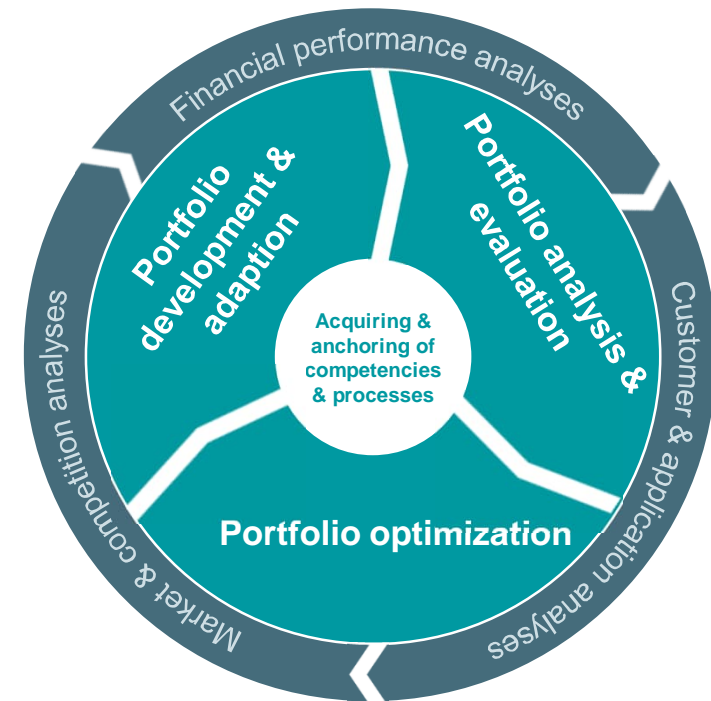 Financial performance analyses
Portfolio
development &
adaption
Portfolio analysis &
evaluation
Acquiring &
anchoring of
competencies
& processes
Portfolio optimization
Customer & application analyses
Market & competition analyses